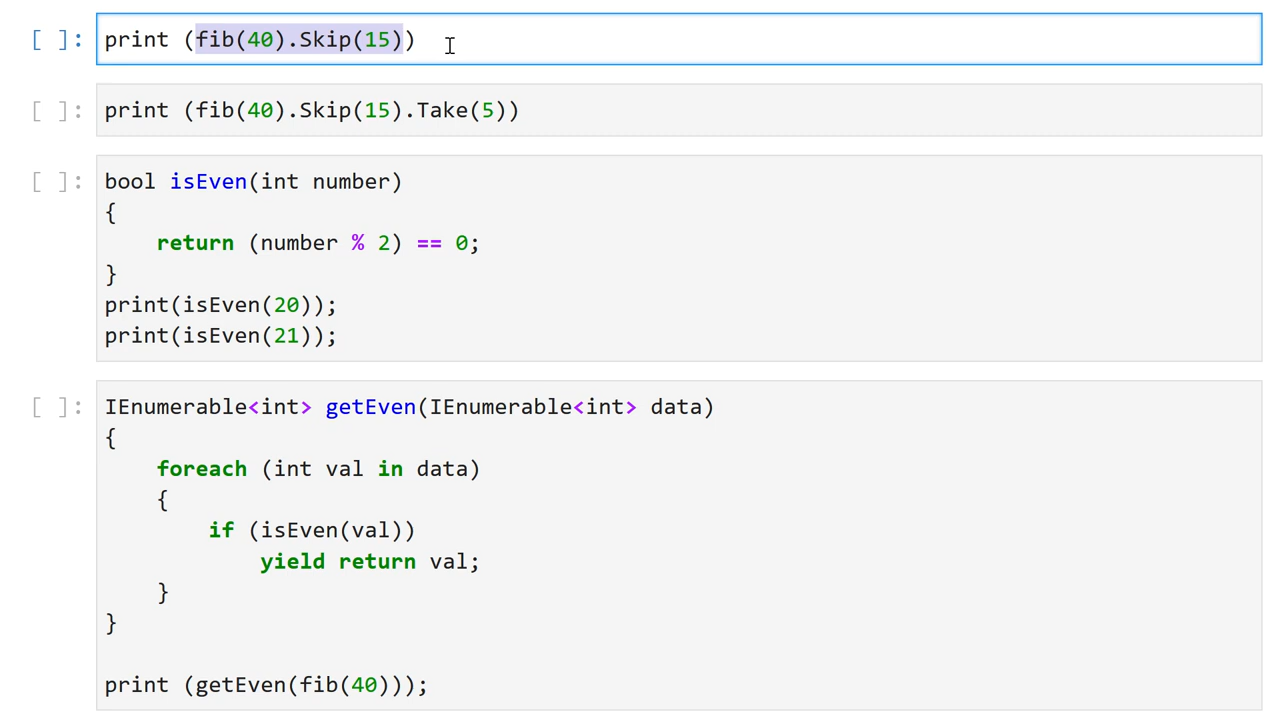 [ ]: print (fib(40).Skip(15))
[ ]: print (fib(40).Skip(15).Take(5))
[ ]: bool isEven(int number)
{
    return (number % 2) == 0;
}
print(isEven(20));
print(isEven(21));
[ ]: IEnumerable<int> getEven(IEnumerable<int> data)
{
    foreach (int val in data)
    {
        if (isEven(val))
            yield return val;
    }
}
print (getEven(fib(40)));